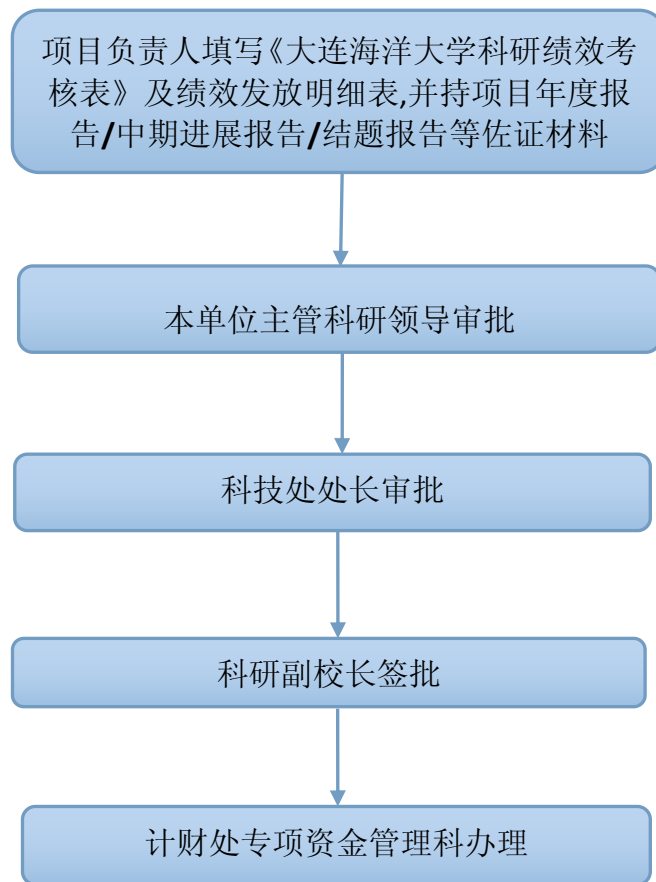 项目负责人填写《大连海洋大学科研绩效考
核表》及绩效发放明细表,并持项目年度报
告/中期进展报告/结题报告等佐证材料
本单位主管科研领导审批
科技处处长审批
科研副校长签批
计财处专项资金管理科办理